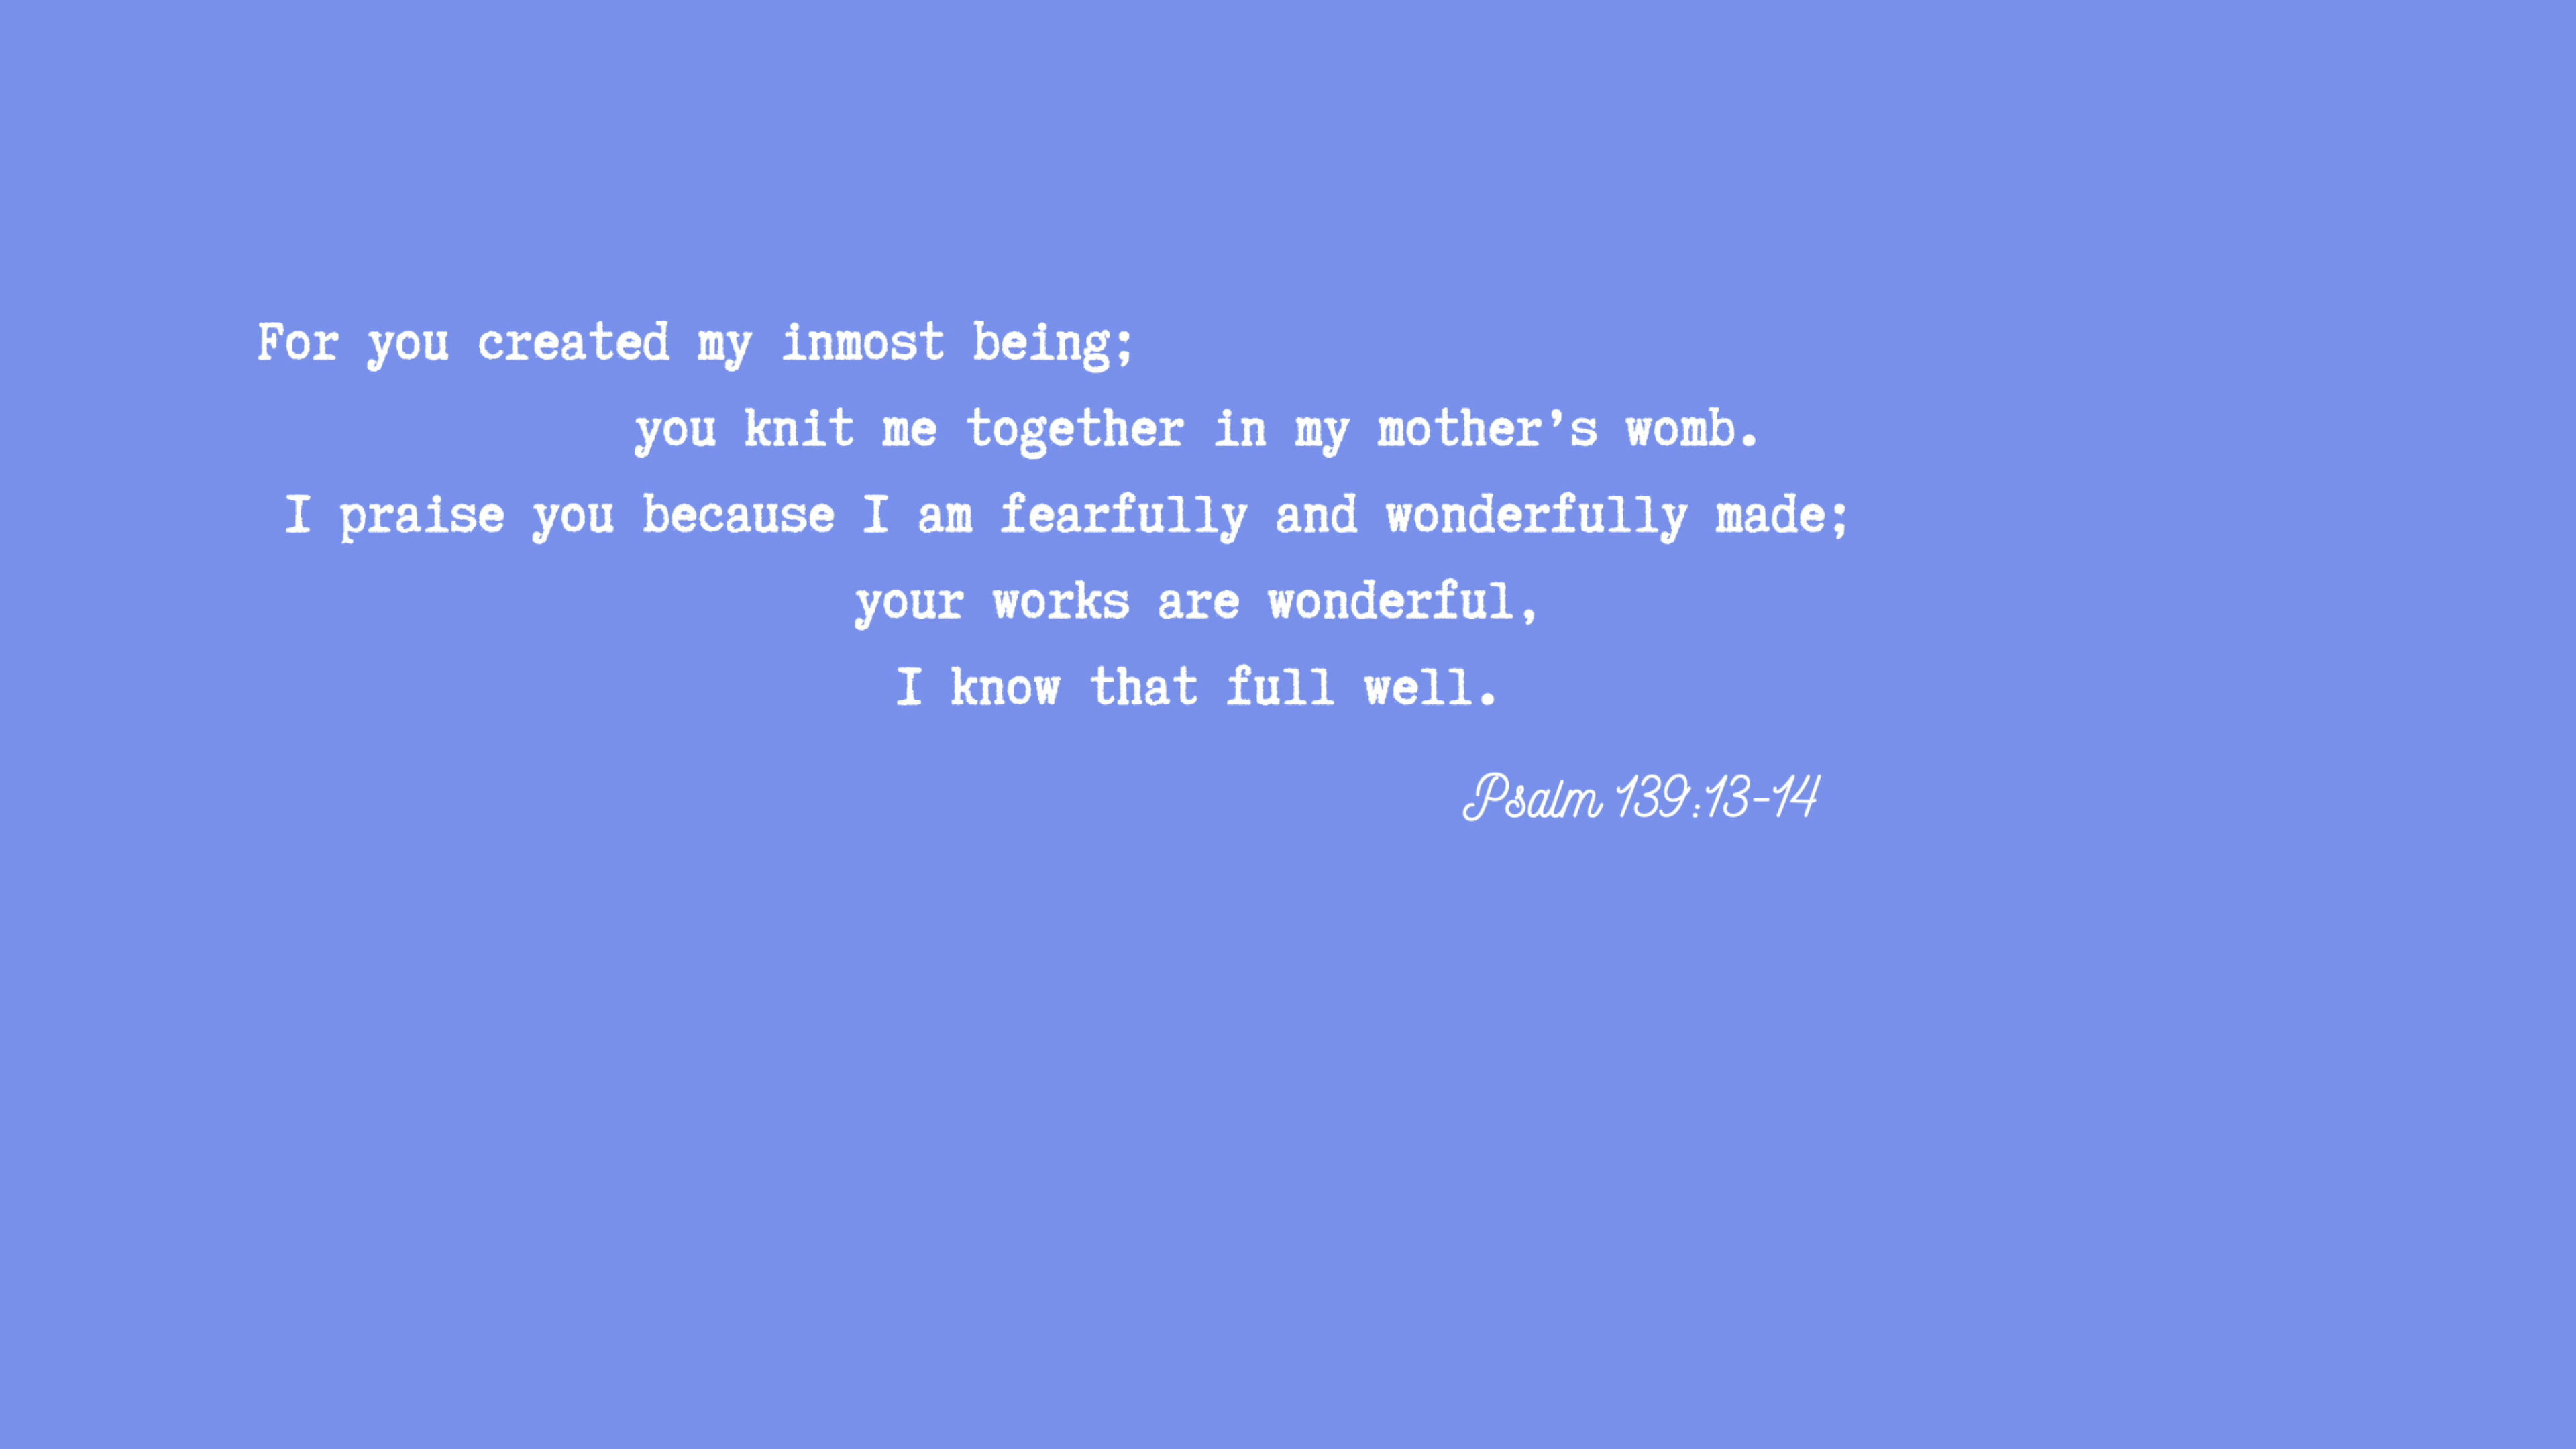 For you created my inmost being;
you knit me together in my mother’s womb.
I praise you because I am fearfully and wonderfully made;
your works are wonderful,
I know that full well.
Psalm 139:13-14